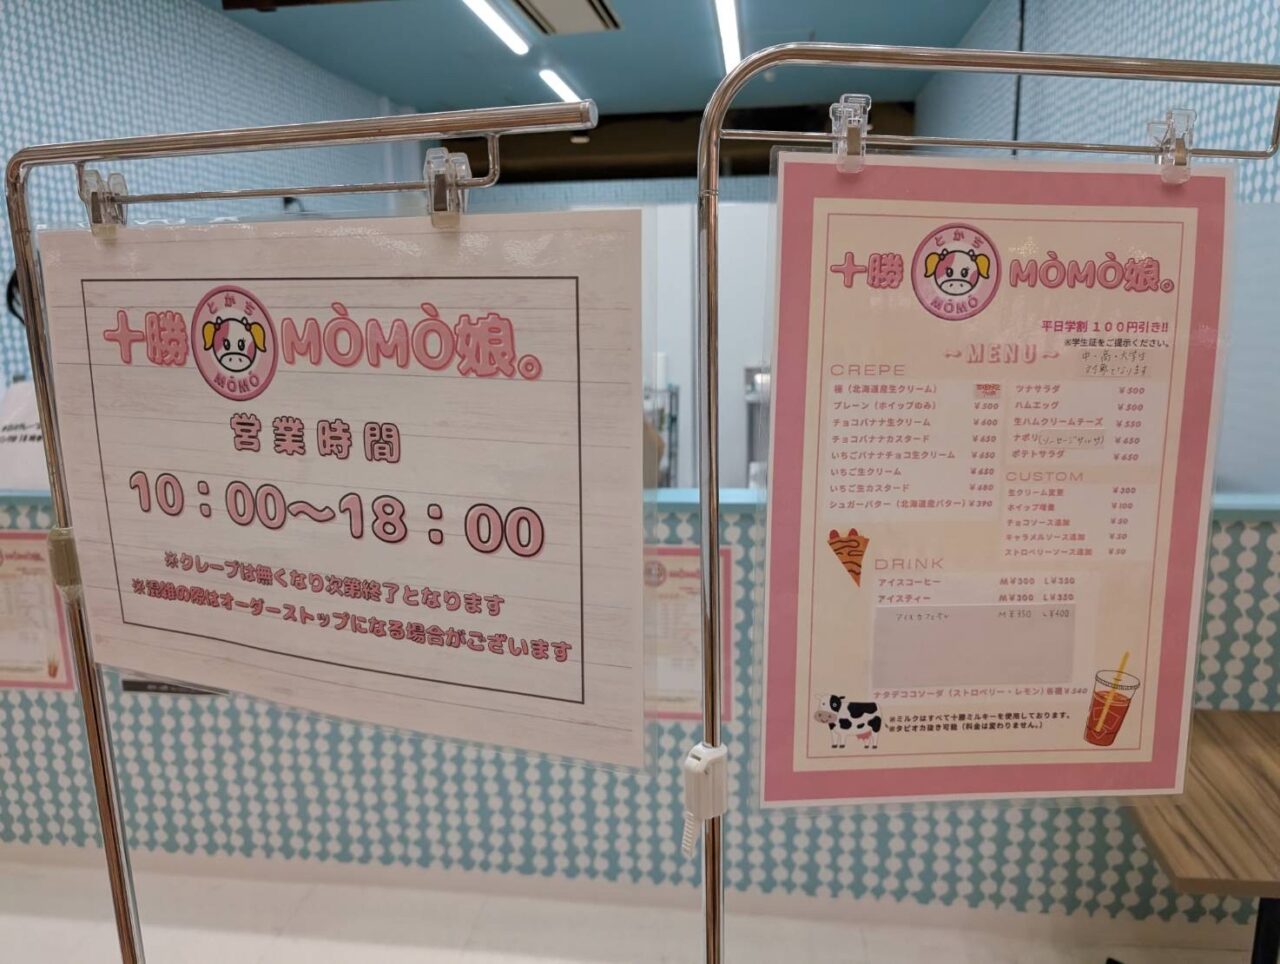 十勝 とかち MÒMÒ MÒMÒ娘。
営業時間
10：00～18：00
※クレープは無くなり次第終了となります
※混雑の際はオーダーストップになる場合がございます
十勝 とかち MÒMÒ MÒMÒ娘。
平日学割 100円引き!!
※学生証をご提示ください。
中・高・大学生
対象になります
～MENU～
CREPE
極（北海道産生クリーム）
プレーン（ホイップのみ） ¥500
チョコバナナ生クリーム ¥600
チョコバナナカスタード ¥650
いちごバナナチョコ生クリーム ¥650
いちご生クリーム ¥650
いちご生カスタード ¥680
シュガーバター（北海道産バター） ¥390
ツナサラダ ¥500
ハムエッグ ¥500
生ハムクリームチーズ ¥550
ナポリ(ソーセージサルサ) ¥650
ポテトサラダ ¥650
CUSTOM
生クリーム変更 ¥200
ホイップ増量 ¥100
チョコソース追加 ¥50
キャラメルソース追加 ¥50
ストロベリーソース追加 ¥50
DRINK
アイスコーヒー M¥300 L¥350
アイスティー M¥300 L¥350
アイスカフェオレ M¥350 L¥400
ナタデココソーダ（ストロベリー・レモン）各種¥540
※ミルクはすべて十勝ミルキーを使用しております。
※タピオカ抜き可能（料金は変わりません。）